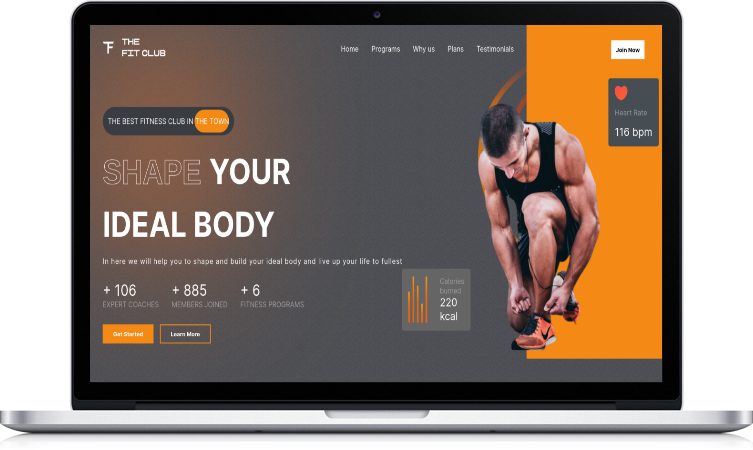 THE
FIT CLUB
Home Programs Why us Plans Testimonials
Join Now
Heart Rate
116 bpm
THE BEST FITNESS CLUB IN THE TOWN
SHAPE YOUR
IDEAL BODY
In here we will help you to shape and build your ideal body and live up your life to fullest
+ 106 + 885 + 6
EXPERT COACHES MEMBERS JOINED FITNESS PROGRAMS
Calories
burned
220
kcal
Get Started Learn More